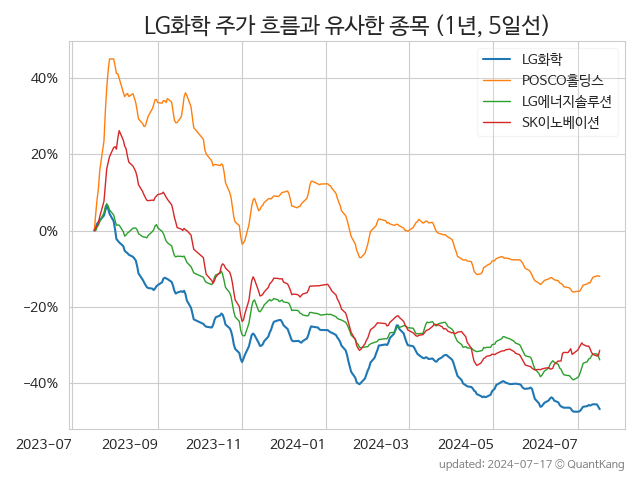 LG화학 주가 흐름과 유사한 종목 (1년, 5일선)
LG화학
POSCO홀딩스
LG에너지솔루션
SK이노베이션
40%
20%
0%
−20%
−40%
2023-07 2023-09 2023-11 2024-01 2024-03 2024-05 2024-07
updated: 2024-07-17 © QuantKang